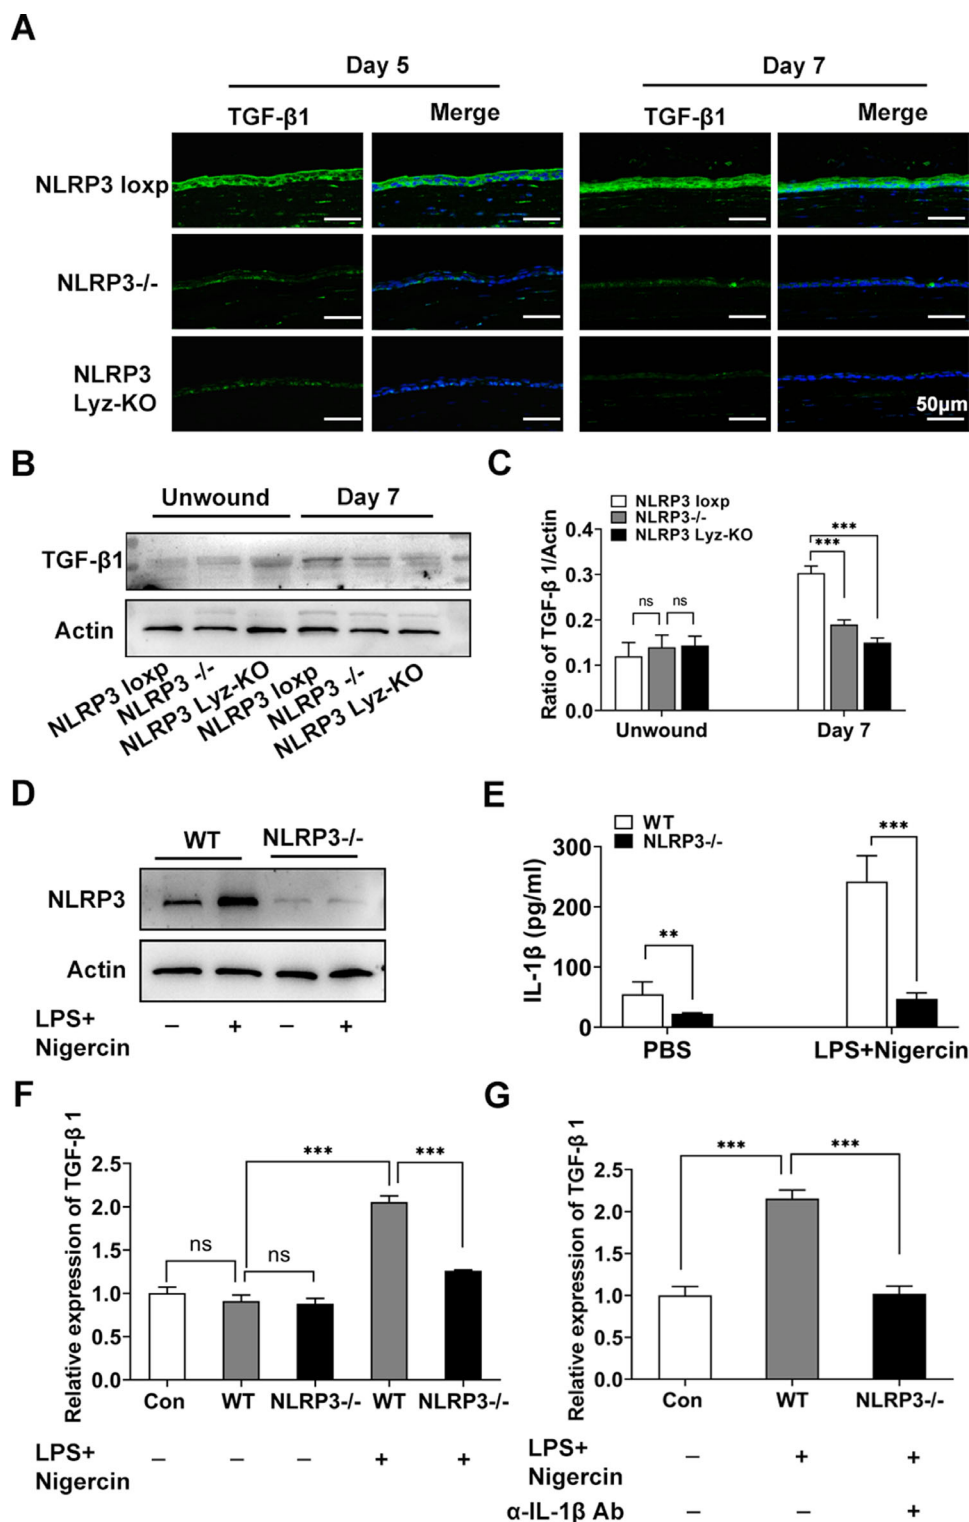 A
Day 5
Day 7
TGF-β1
Merge
TGF-β1
Merge
NLRP3 loxp
NLRP3-/-
NLRP3
Lyz-KO
50μm
B
Unwound
Day 7
TGF-β1
Actin
NLRP3 loxp
NLRP3 -/-
NLRP3 Lyz-KO
NLRP3 loxp
NLRP3 -/-
NLRP3 Lyz-KO
C
NLRP3 loxp
NLRP3-/-
NLRP3 Lyz-KO
Ratio of TGF-β 1/Actin
0.4
0.3
0.2
0.1
0.0
ns
ns
***
***
Unwound
Day 7
D
WT
NLRP3-/-
NLRP3
Actin
LPS+
Nigercin
– + – +
E
WT
NLRP3-/-
IL-1β (pg/ml)
300
250
100
50
0
**
***
PBS
LPS+Nigercin
F
Relative expression of TGF-β 1
2.5
2.0
1.5
1.0
0.5
0.0
ns
ns
***
***
Con WT NLRP3-/- WT NLRP3-/-
LPS+
Nigercin
– – – + +
G
Relative expression of TGF-β 1
2.5
2.0
1.5
1.0
0.5
0.0
***
***
Con WT NLRP3-/-
LPS+
Nigercin
– + +
α-IL-1β Ab
– – +